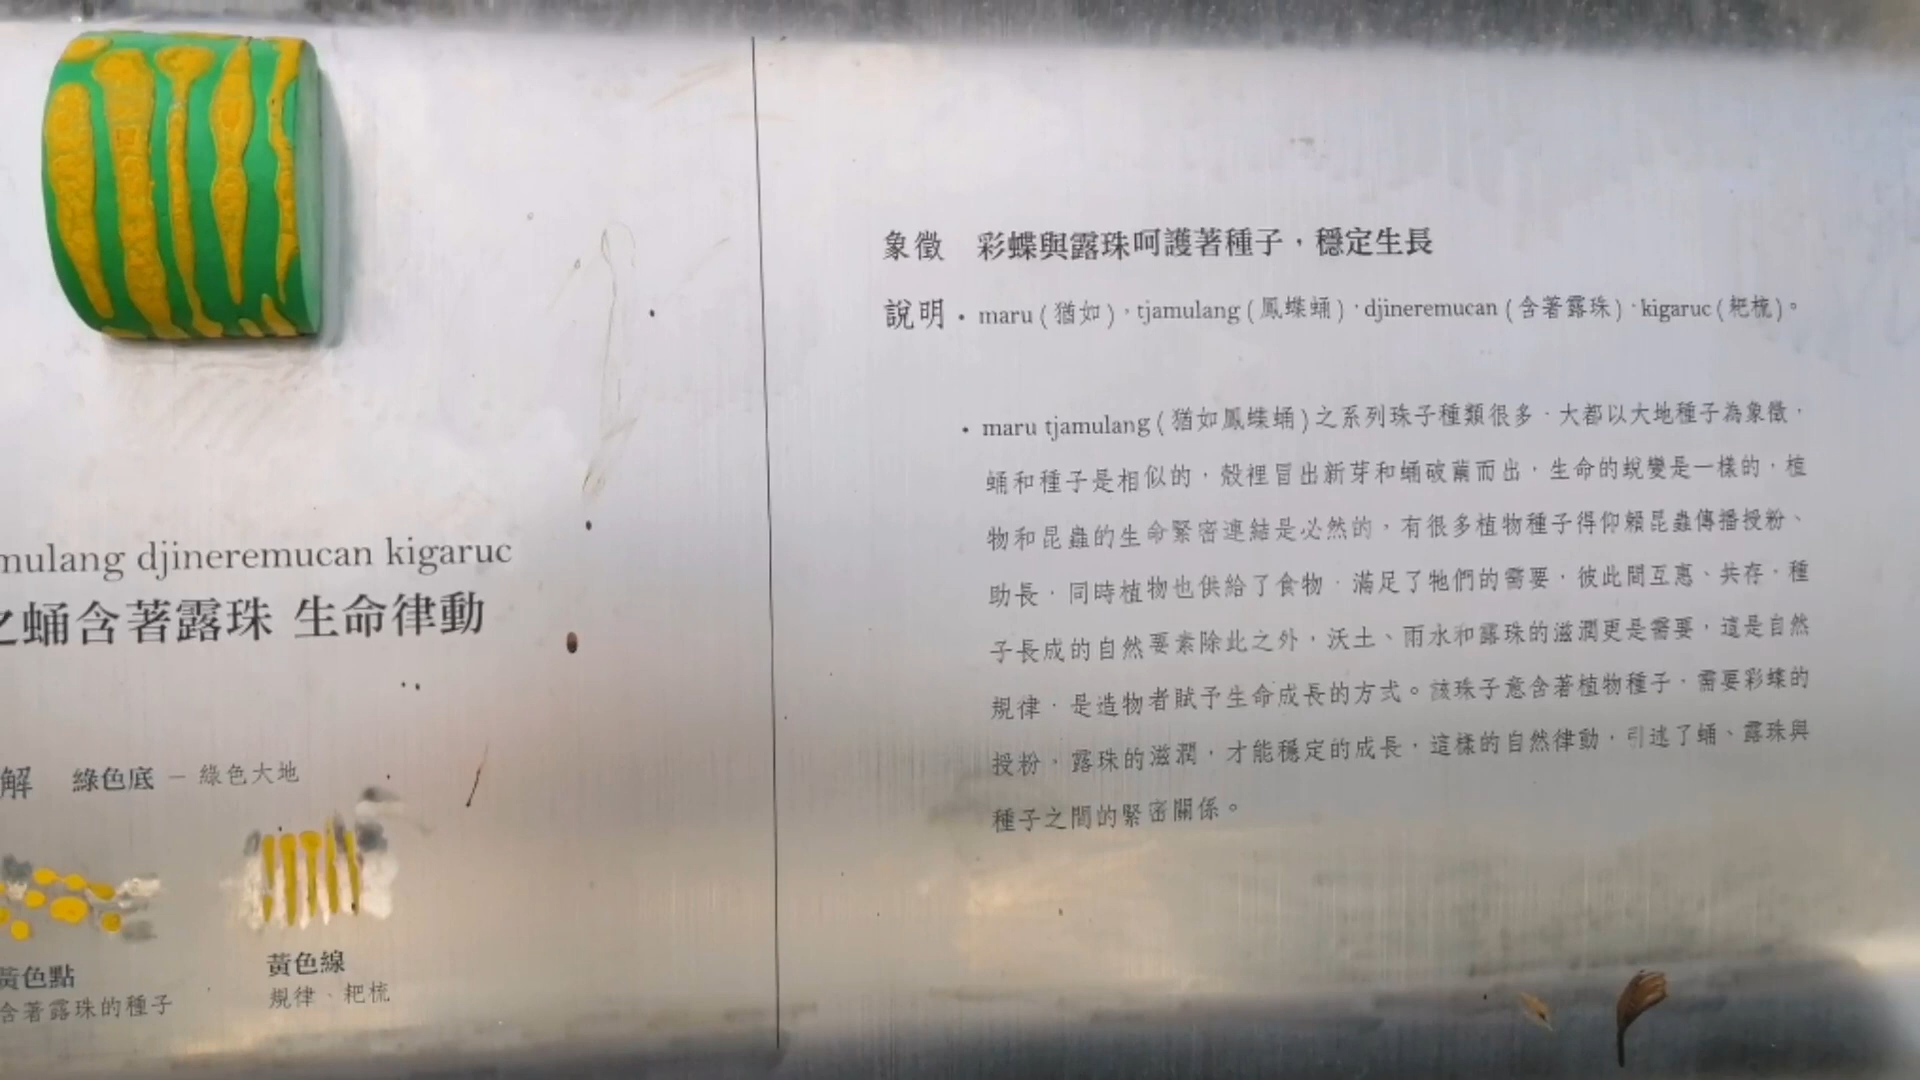 mulang djineremucan kigaruc
之蛹含著露珠 生命律動
解 綠色底 – 綠色大地
黃色點
含著露珠的種子
黃色線
規律、耙梳
象徵 彩蝶與露珠呵護著種子，穩定生長
說明・maru（猶如），tjamulang（鳳蝶蛹），djineremucan（含著露珠），kigaruc（耙梳）。
・maru tjamulang（猶如鳳蝶蛹）之系列珠子種類很多，大都以大地種子為象徵，
蛹和種子是相似的，殼裡冒出新芽和蛹破繭而出，生命的蛻變是一樣的，植
物和昆蟲的生命緊密連結是必然的，有很多植物種子得仰賴昆蟲傳播授粉、
助長，同時植物也供給了食物，滿足了牠們的需要，彼此間互惠、共存，種
子長成的自然要素除此之外，沃土、雨水和露珠的滋潤更是需要，這是自然
規律，是造物者賦予生命成長的方式。該珠子意含著植物種子，需要彩蝶的
授粉，露珠的滋潤，才能穩定的成長，這樣的自然律動，引述了蛹、露珠與
種子之間的緊密關係。